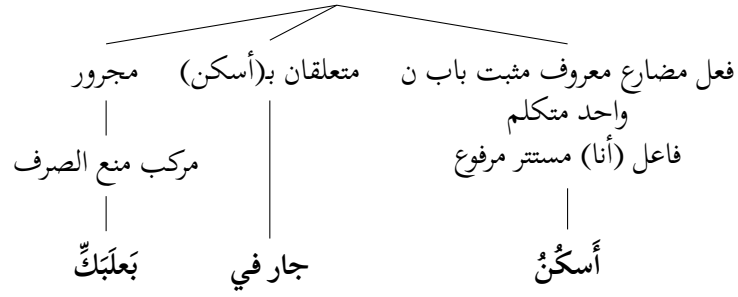 فعل مضارع معروف مثبت باب ن متعلقان بـ(أسكن) مجرور
واحد متكلم
فاعل (أنا) مستتر مرفوع مركب منع الصرف
أَسكُنُ جار في بَعلَبَكِّ